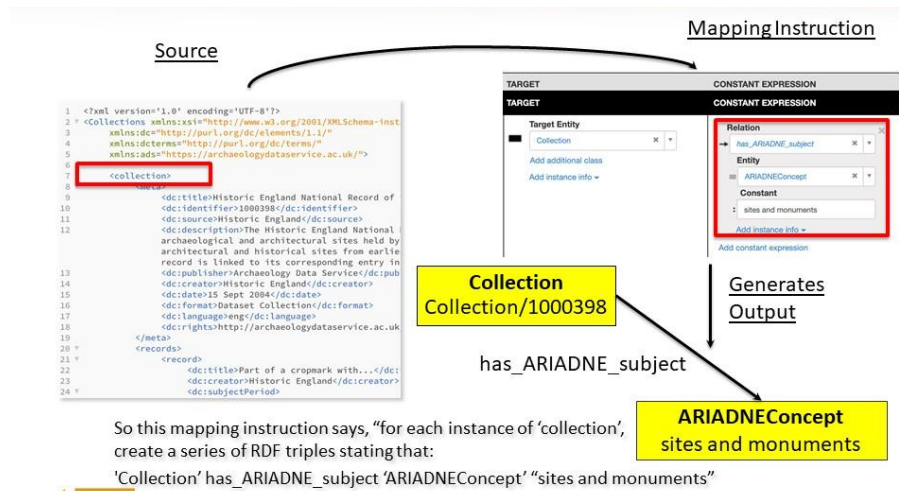 Source
Mapping Instruction
1 <?xml version='1.0' encoding='UTF-8'?>
2 <Collections xmlns:xsi="http://www.w3.org/2001/XMLSchema-inst
3 xmlns:dc="http://purl.org/dc/elements/1.1/"
4 xmlns:dcterms="http://purl.org/dc/terms/"
5 xmlns:ads="https://archaeologydataservice.ac.uk/">
6
7 <collection>
8 <meta>
9 <dc:title>Historic England National Record of
10 <dc:identifier>1000398</dc:identifier>
11 <dc:source>Historic England</dc:source>
12 <dc:description>The Historic England National
archaeological and architectural sites held by
architectural and historical sites from earlie
record is linked to its corresponding entry in
13 <dc:publisher>Archaeology Data Service</dc:pub
14 <dc:creator>Historic England</dc:creator>
15 <dc:date>15 Sept 2004</dc:date>
16 <dc:format>Dataset Collection</dc:format>
17 <dc:language>eng</dc:language>
18 <dc:rights>http://archaeologydataservice.ac.uk
19 </meta>
20 <records>
21 <record>
22 <dc:title>Part of a cropmark with...</dc:
23 <dc:creator>Historic England</dc:creator>
24 <dc:subjectPeriod>
TARGET CONSTANT EXPRESSION
TARGET CONSTANT EXPRESSION
Target Entity
Collection
Add additional class
Add instance info
Relation
has_ARIADNE_subject
Entity
ARIADNEConcept
Constant
sites and monuments
Add instance info
Add constant expression
Collection
Collection/1000398
Generates
Output
has_ARIADNE_subject
ARIADNEConcept
sites and monuments
So this mapping instruction says, “for each instance of ‘collection’,
create a series of RDF triples stating that:
'Collection’ has_ARIADNE_subject ‘ARIADNEConcept’ “sites and monuments”